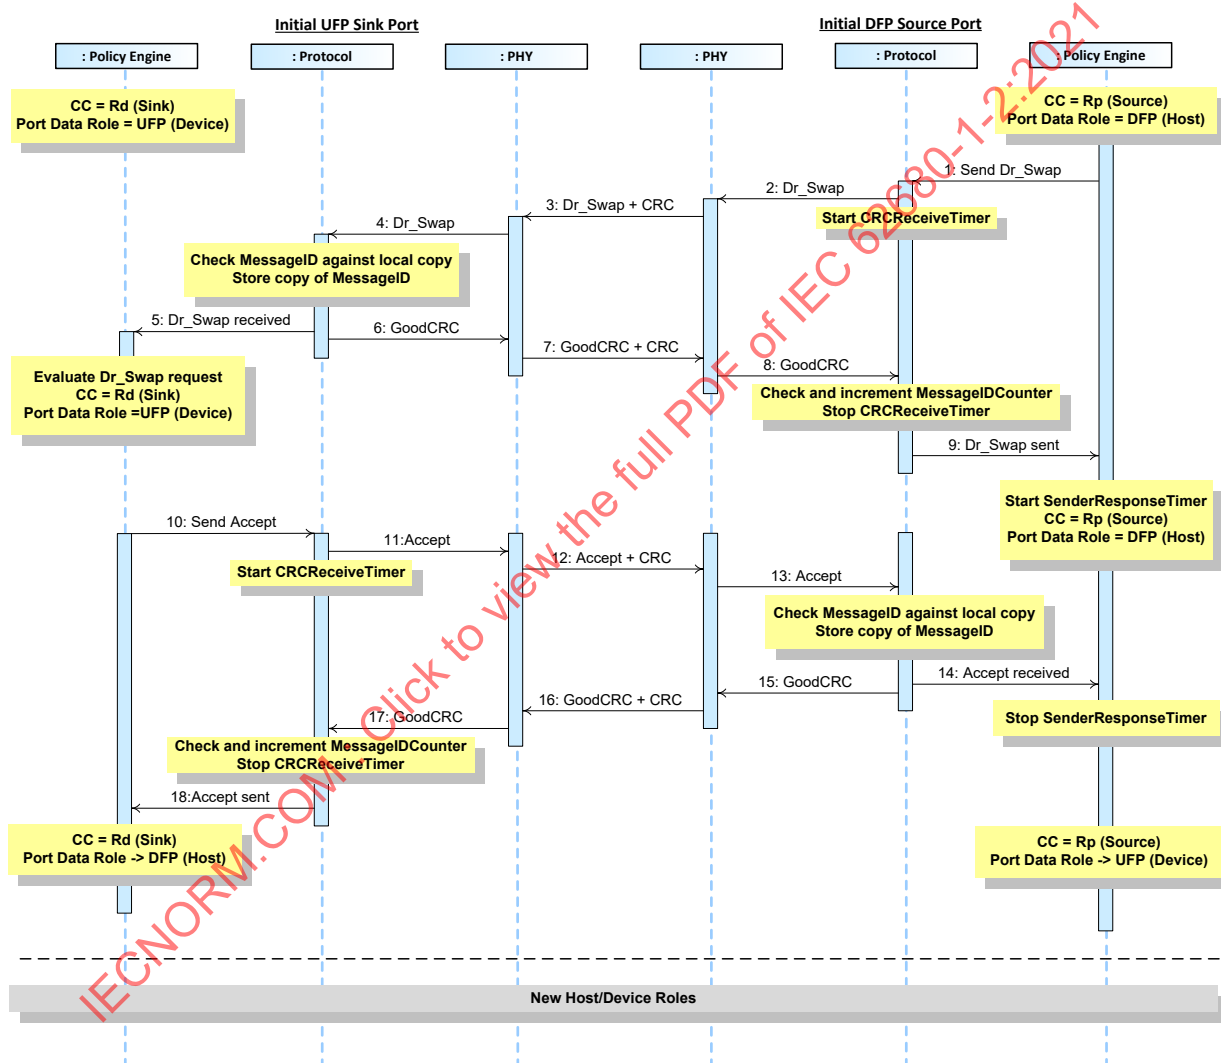 Initial UFP Sink Port
Initial DFP Source Port
: Policy Engine
: Protocol
: PHY
: PHY
: Protocol
: Policy Engine
CC = Rd (Sink)
Port Data Role = UFP (Device)
CC = Rp (Source)
Port Data Role = DFP (Host)
1: Send Dr_Swap
2: Dr_Swap
Start CRCReceiveTimer
3: Dr_Swap + CRC
4: Dr_Swap
Check MessageID against local copy
Store copy of MessageID
5: Dr_Swap received
6: GoodCRC
7: GoodCRC + CRC
8: GoodCRC
Evaluate Dr_Swap request
CC = Rd (Sink)
Port Data Role =UFP (Device)
Check and increment MessageIDCounter
Stop CRCReceiveTimer
9: Dr_Swap sent
Start SenderResponseTimer
CC = Rp (Source)
Port Data Role = DFP (Host)
10: Send Accept
11:Accept
Start CRCReceiveTimer
12: Accept + CRC
13: Accept
Check MessageID against local copy
Store copy of MessageID
14: Accept received
15: GoodCRC
16: GoodCRC + CRC
17: GoodCRC
Stop SenderResponseTimer
Check and increment MessageIDCounter
Stop CRCReceiveTimer
18:Accept sent
CC = Rd (Sink)
Port Data Role -> DFP (Host)
CC = Rp (Source)
Port Data Role -> UFP (Device)
New Host/Device Roles
IECNORM.COM : Click to view the full PDF of IEC 62680-1-2:2021